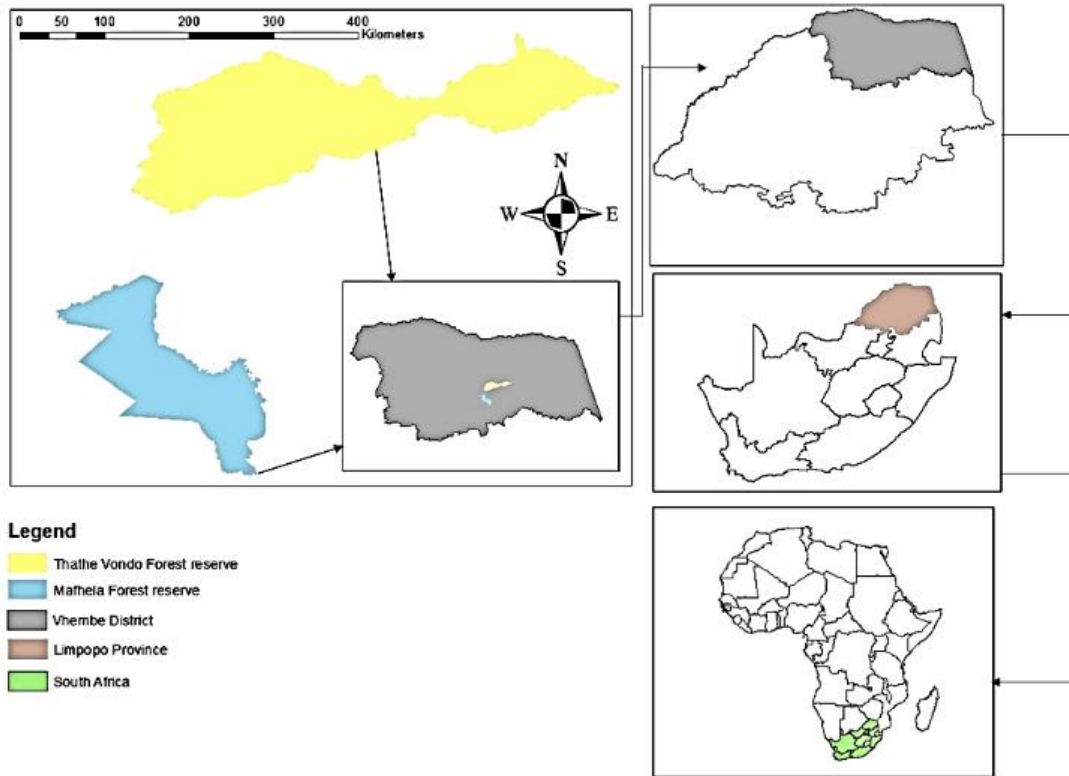 0 50 100 200 300 400
Kilometers
N
W E
S
Legend
Thathe Vondo Forest reserve
Mafhela Forest reserve
Vhembe District
Limpopo Province
South Africa